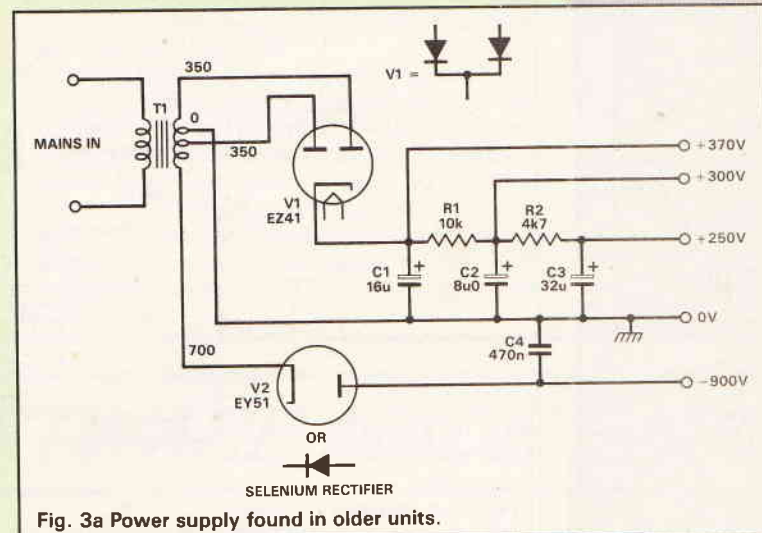 350
V1 =
T1
0
MAINS IN
350
+370V
+300V
V1
EZ41
R1
10k
R2
4k7
+250V
C1
16u
+
C2
8u0
+
C3
32u
+
0V
700
C4
470n
V2
EY51
-900V
OR
SELENIUM RECTIFIER
Fig. 3a Power supply found in older units.